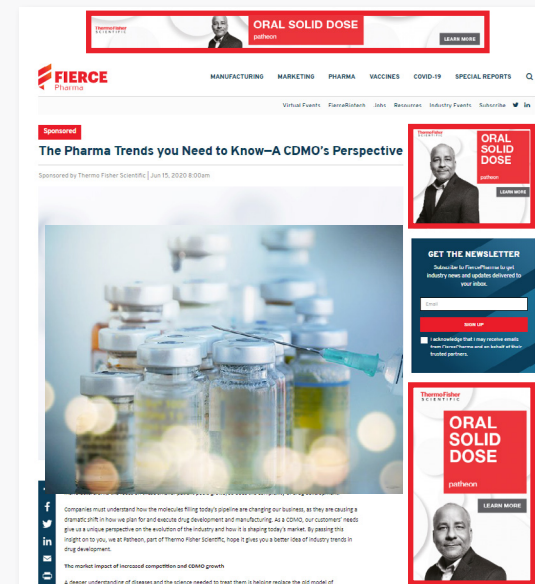 ThermoFisher
SCIENTIFIC
ORAL SOLID DOSE
patheon
LEARN MORE
FIERCE
Pharma
MANUFACTURING MARKETING PHARMA VACCINES COVID-19 SPECIAL REPORTS
Virtual Events FierceBiotech Jobs Resources Industry Events Subscribe
Sponsored
The Pharma Trends you Need to Know—A CDMO's Perspective
Sponsored by Thermo Fisher Scientific | Jun 15, 2020 8:00am
ThermoFisher
SCIENTIFIC
ORAL
SOLID
DOSE
patheon
LEARN MORE
GET THE NEWSLETTER
Subscribe to FiercePharma to get
industry news and updates delivered to
your inbox.
Email
SIGN UP
I acknowledge that I may receive emails
from FiercePharma and on behalf of their
trusted partners.
ThermoFisher
SCIENTIFIC
ORAL
SOLID
DOSE
patheon
LEARN MORE
Companies must understand how the molecules filling today's pipeline are changing our business, as they are causing a
dramatic shift in how we plan for and execute drug development and manufacturing. As a CDMO, our customers' needs
give us a unique perspective on the evolution of the industry and how it is shaping today's market. By passing this
insight on to you, we at Patheon, part of Thermo Fisher Scientific, hope it gives you a better idea of industry trends in
drug development.
The market impact of increased competition and CDMO growth
A deeper understanding of diseases and the science needed to treat them is helping replace the old model of